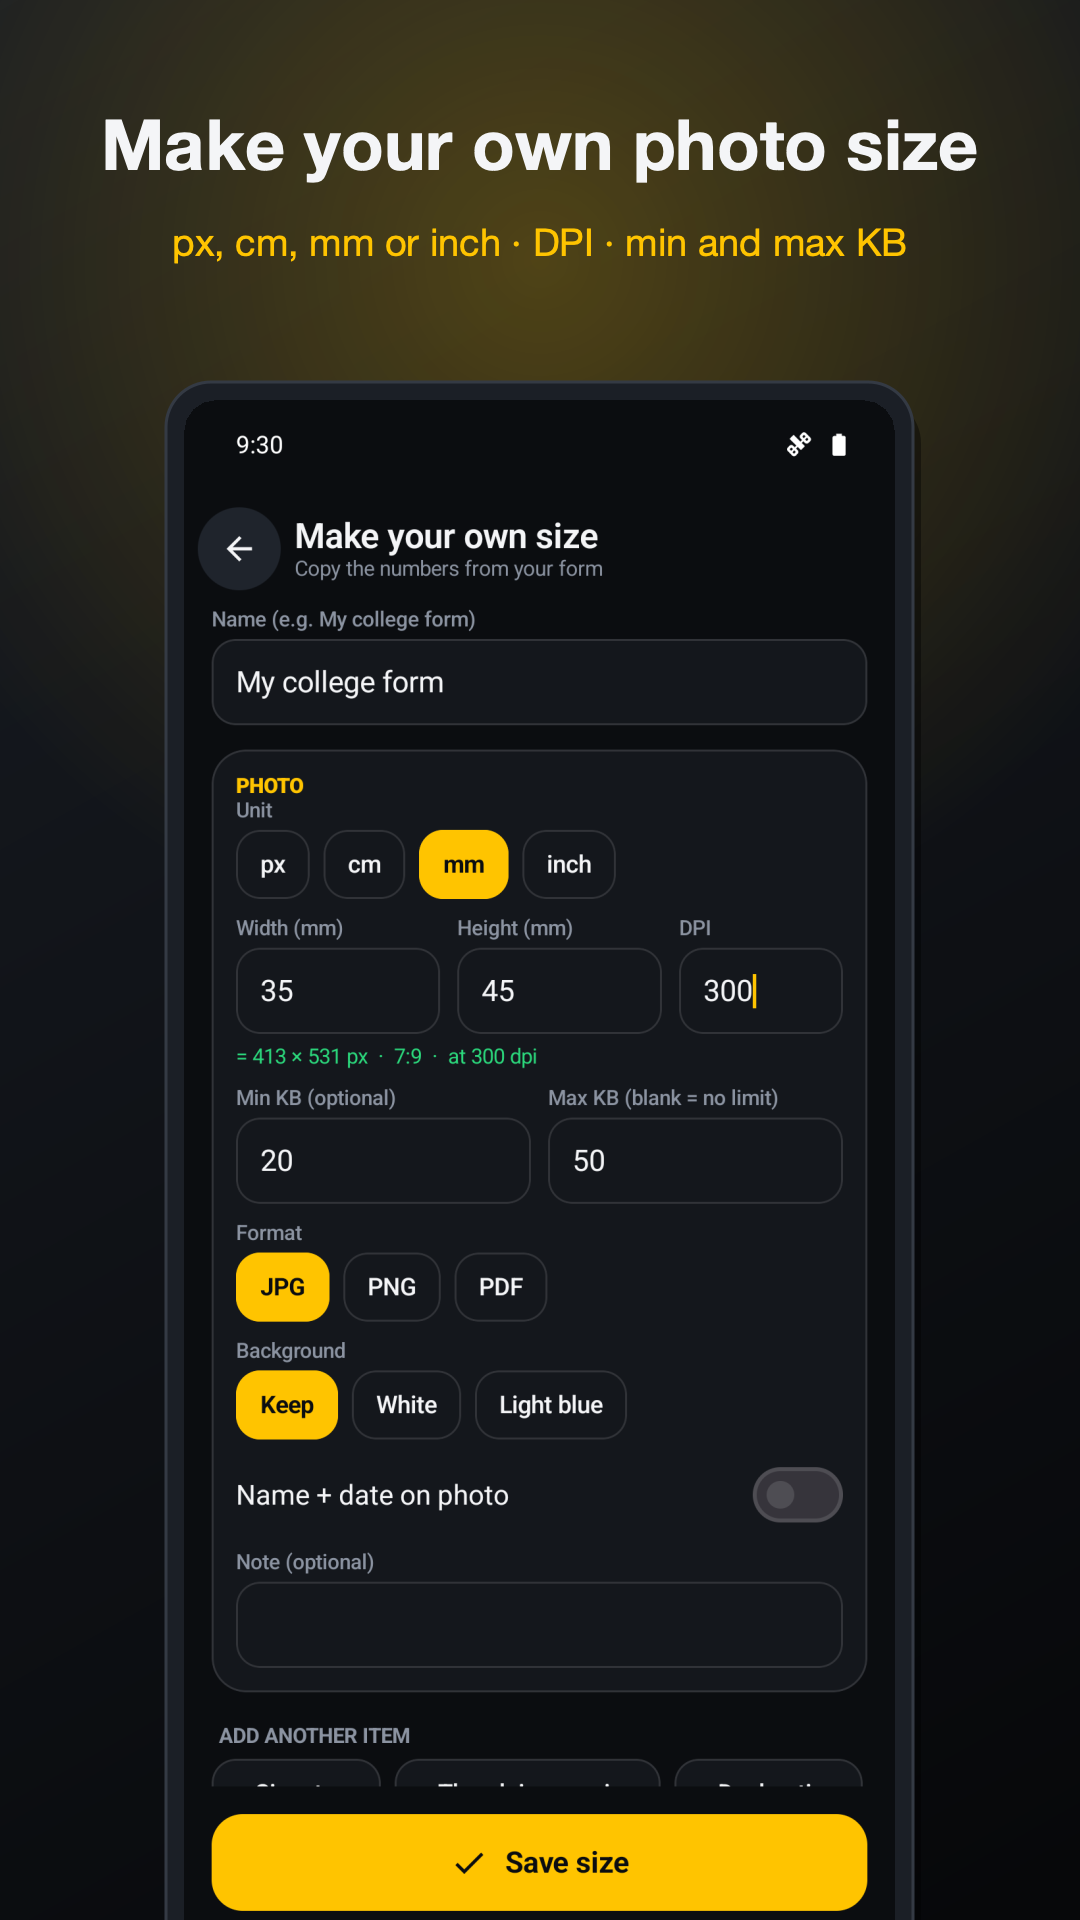 Make your own photo size
px, cm, mm or inch · DPI · min and max KB
9:30
Make your own size
Copy the numbers from your form
Name (e.g. My college form)
My college form
PHOTO
Unit
px cm mm inch
Width (mm) Height (mm) DPI
35 45 300
= 413 × 531 px · 7:9 · at 300 dpi
Min KB (optional) Max KB (blank = no limit)
20 50
Format
JPG PNG PDF
Background
Keep White Light blue
Name + date on photo
Note (optional)
ADD ANOTHER ITEM
Save size